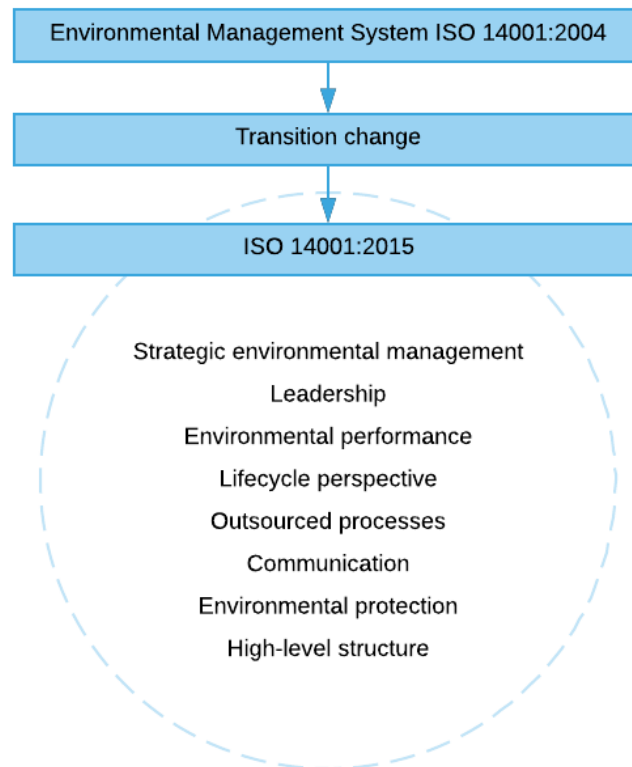 Environmental Management System ISO 14001:2004
Transition change
ISO 14001:2015
Strategic environmental management
Leadership
Environmental performance
Lifecycle perspective
Outsourced processes
Communication
Environmental protection
High-level structure